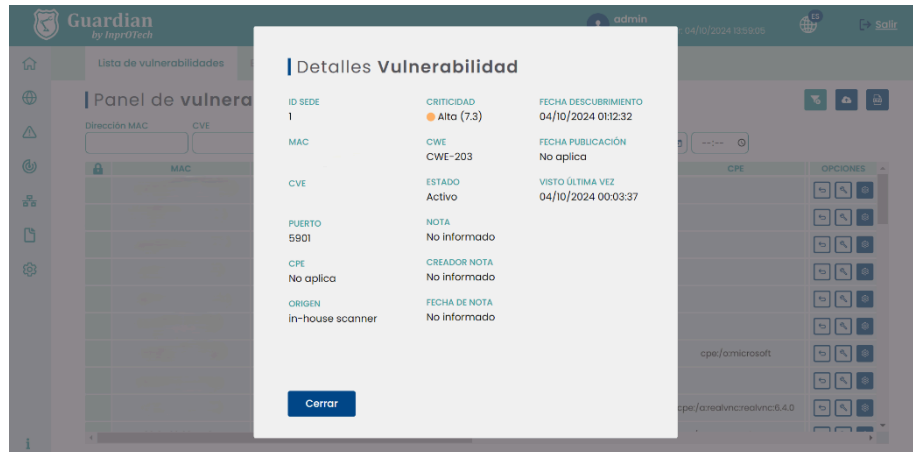 Guardian
by InprOTech
admin
04/10/2024 13:59:05
ES
Salir
Lista de vulnerabilidades
Panel de vulnera
Dirección MAC
CVE
--:--
MAC
CPE
OPCIONES
cpe:/o:microsoft
cpe:/a:realvnc:realvnc:6.4.0
Detalles Vulnerabilidad
ID SEDE
1
CRITICIDAD
Alta (7.3)
FECHA DESCUBRIMIENTO
04/10/2024 01:12:32
MAC
CWE
CWE-203
FECHA PUBLICACIÓN
No aplica
CVE
ESTADO
Activo
VISTO ÚLTIMA VEZ
04/10/2024 00:03:37
PUERTO
5901
NOTA
No informado
CPE
No aplica
CREADOR NOTA
No informado
ORIGEN
in-house scanner
FECHA DE NOTA
No informado
Cerrar
i